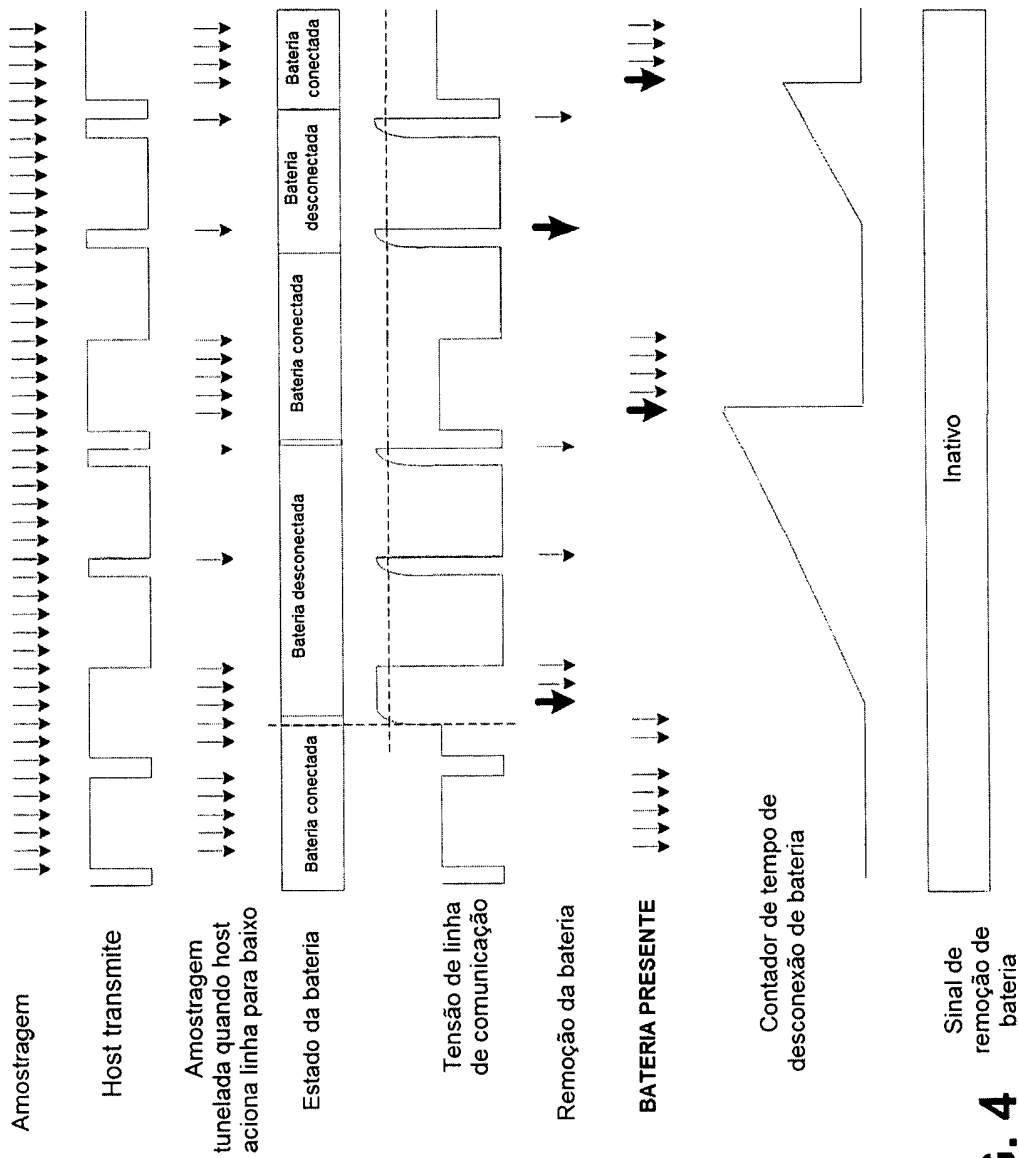 Amostragem
Host transmite
Amostragem
tunelada quando host
aciona linha para baixo
Estado da bateria
Bateria conectada
Bateria desconectada
Bateria conectada
Bateria
desconectada
Bateria
conectada
Tensão de linha
de comunicação
Remoção da bateria
BATERIA PRESENTE
Contador de tempo de
desconexão de bateria
Sinal de
remoção de
bateria
Inativo
. 4